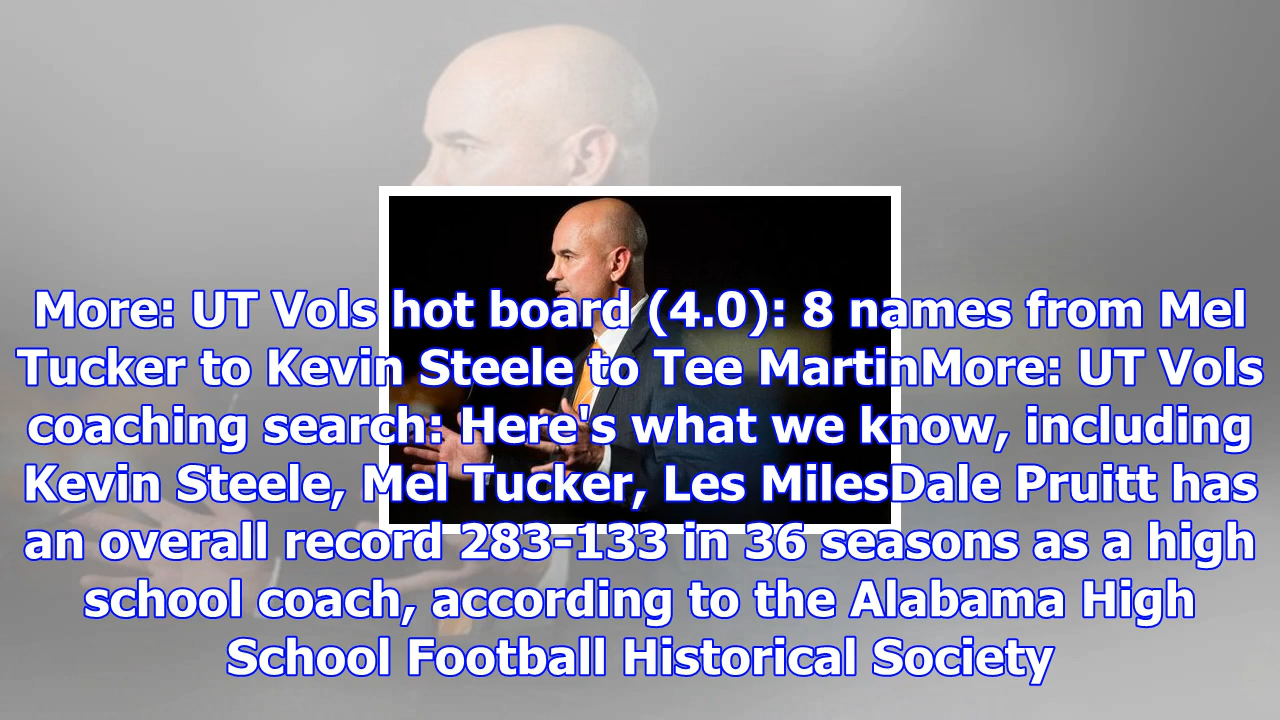 More: UT Vols hot board (4.0): 8 names from Mel
Tucker to Kevin Steele to Tee MartinMore: UT Vols
coaching search: Here's what we know, including
Kevin Steele, Mel Tucker, Les MilesDale Pruitt has
an overall record 283-133 in 36 seasons as a high
school coach, according to the Alabama High
School Football Historical Society